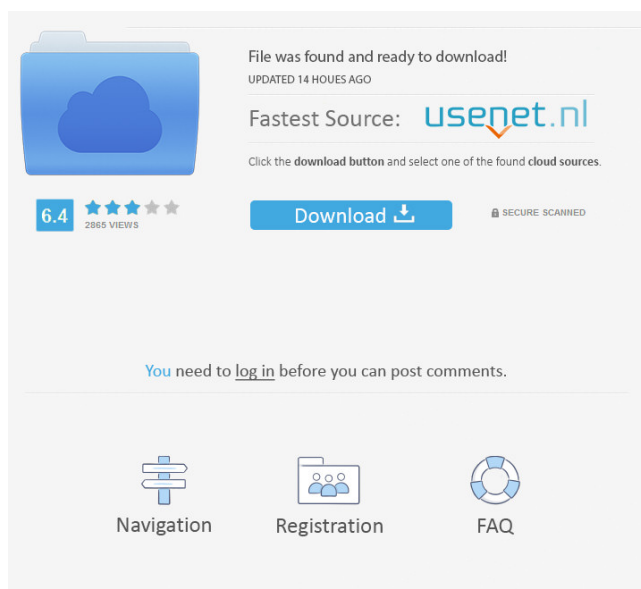 File was found and ready to download!
UPDATED 14 HOUES AGO
Fastest Source: usenet.nl
Click the download button and select one of the found cloud sources.
6.4
2865 VIEWS
Download
SECURE SCANNED
You need to log in before you can post comments.
Navigation
Registration
FAQ